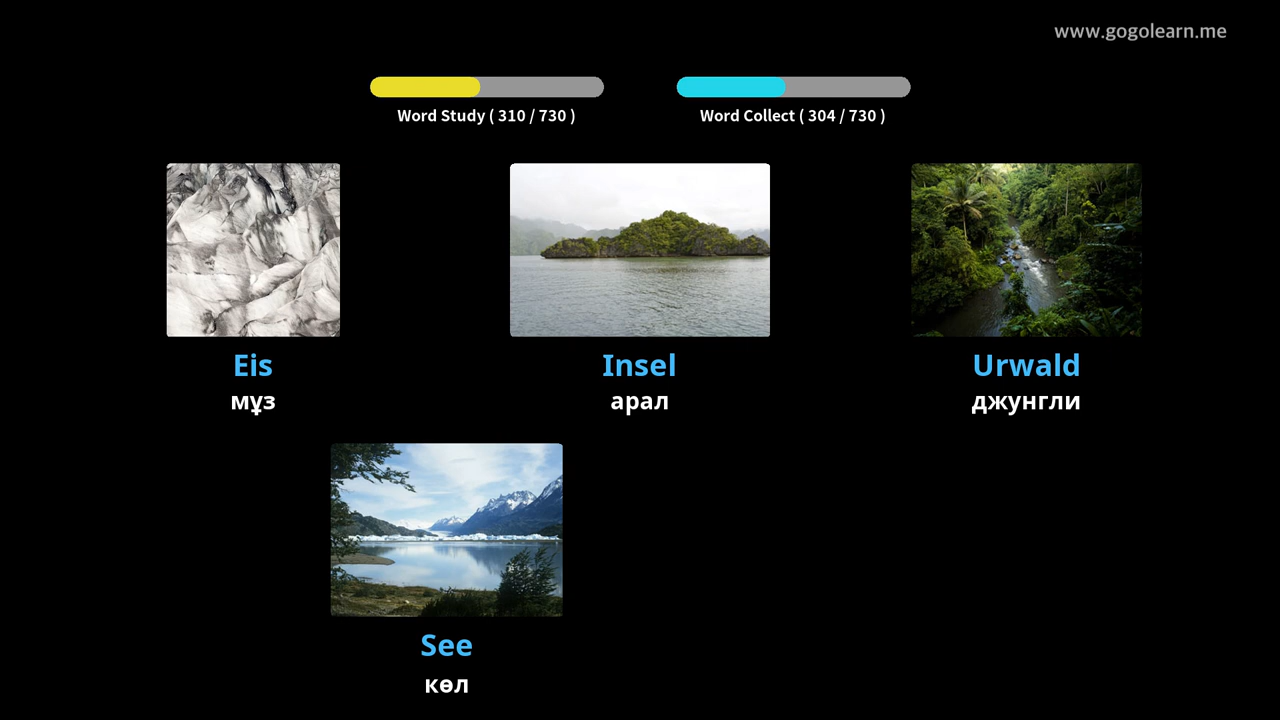 www.gogolearn.me
Word Study ( 310 / 730 )
Word Collect ( 304 / 730 )
Eis
мұз
Insel
арал
Urwald
джунгли
See
көл